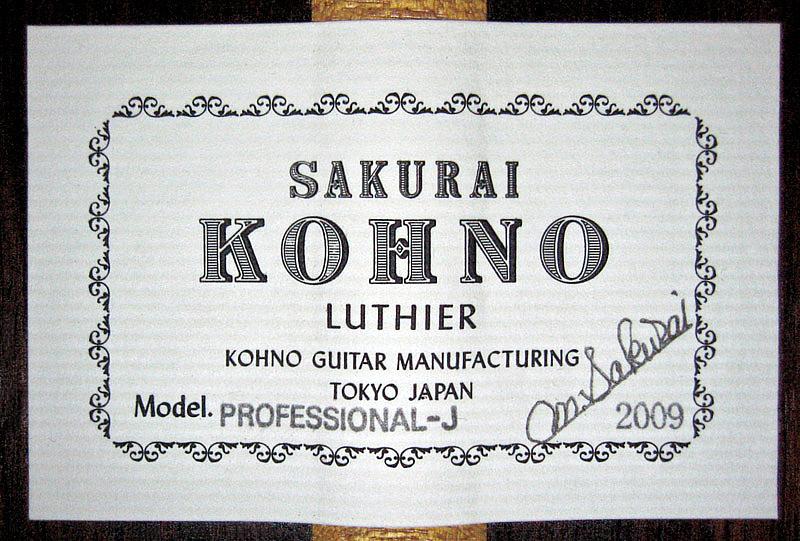 SAKURAI
KOHNO
LUTHIER
KOHNO GUITAR MANUFACTURING
TOKYO JAPAN
Model. PROFESSIONAL-J
m. Sakurai
2009